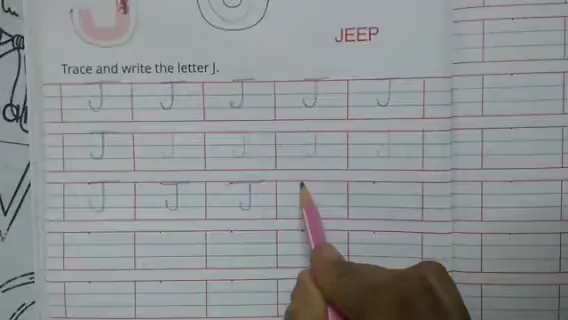 J
JEEP
Trace and write the letter J.
J J J J J
J J J J J
J J J